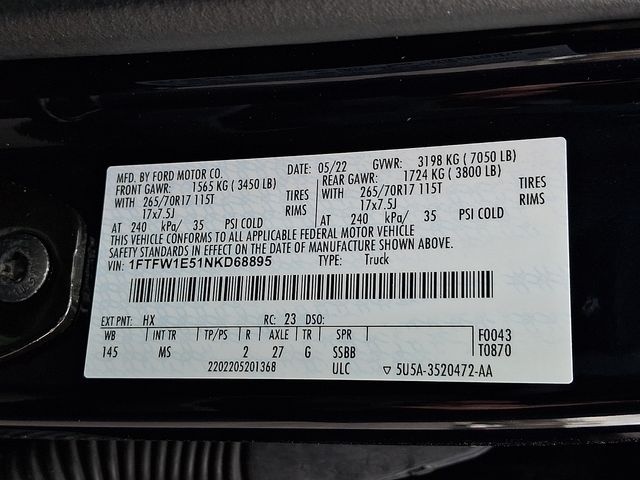 MFD. BY FORD MOTOR CO. DATE: 05/22 GVWR: 3198 KG ( 7050 LB)
FRONT GAWR: 1565 KG ( 3450 LB) REAR GAWR: 1724 KG ( 3800 LB)
WITH 265/70R17 115T TIRES WITH 265/70R17 115T TIRES
17x7.5J RIMS 17x7.5J RIMS
AT 240 kPa/ 35 PSI COLD AT 240 kPa/ 35 PSI COLD
THIS VEHICLE CONFORMS TO ALL APPLICABLE FEDERAL MOTOR VEHICLE
SAFETY STANDARDS IN EFFECT ON THE DATE OF MANUFACTURE SHOWN ABOVE.
VIN: 1FTFW1E51NKD68895 TYPE: Truck
EXT PNT: HX RC: 23 DSO:
WB INT TR TP/PS R AXLE TR SPR F0043
145 MS 2 27 G SSBB T0870
2202205201368 ULC ▽ 5U5A-3520472-AA